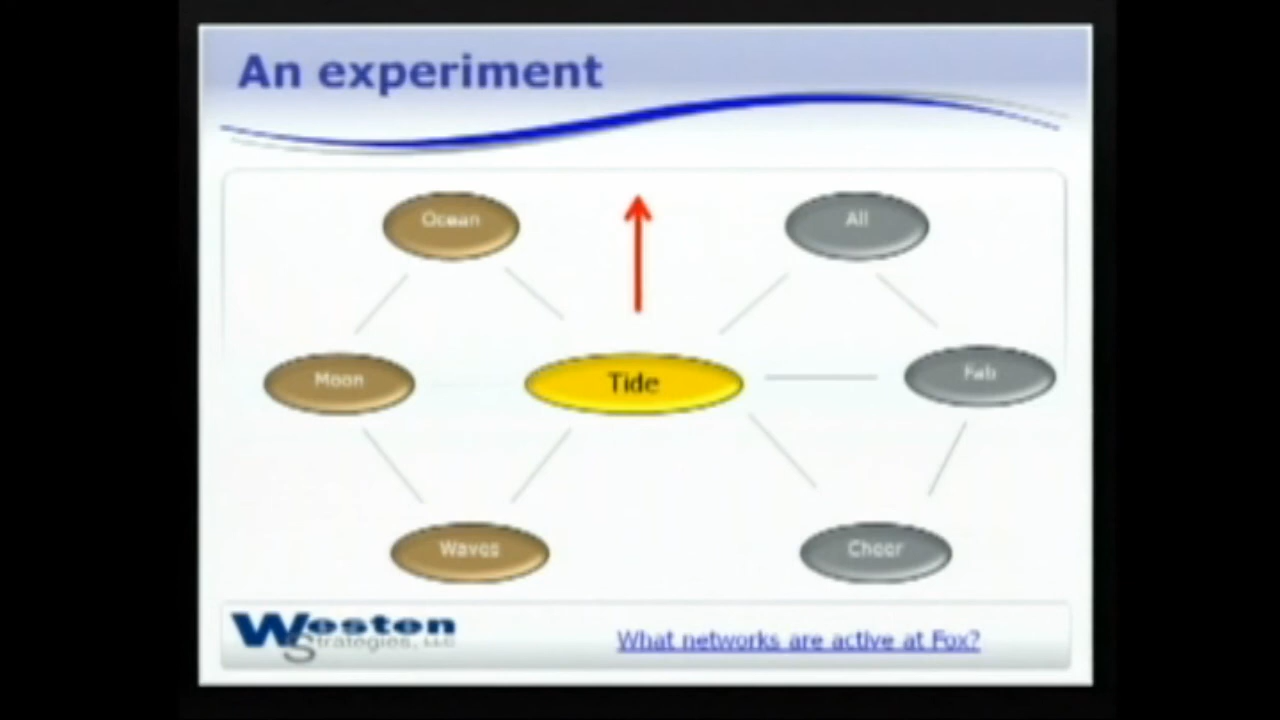 An experiment
Ocean
All
Moon
Tide
Fab
Waves
Cheer
Weston
Strategies, LLC
What networks are active at Fox?